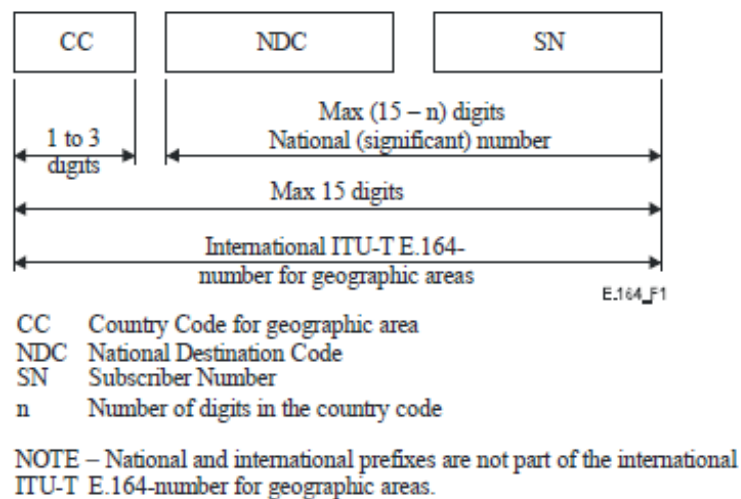 CC NDC SN
Max (15 – n) digits
1 to 3 National (significant) number
digits
Max 15 digits
International ITU-T E.164-
number for geographic areas
E.164_F1
CC Country Code for geographic area
NDC National Destination Code
SN Subscriber Number
n Number of digits in the country code
NOTE – National and international prefixes are not part of the international
ITU-T E.164-number for geographic areas.